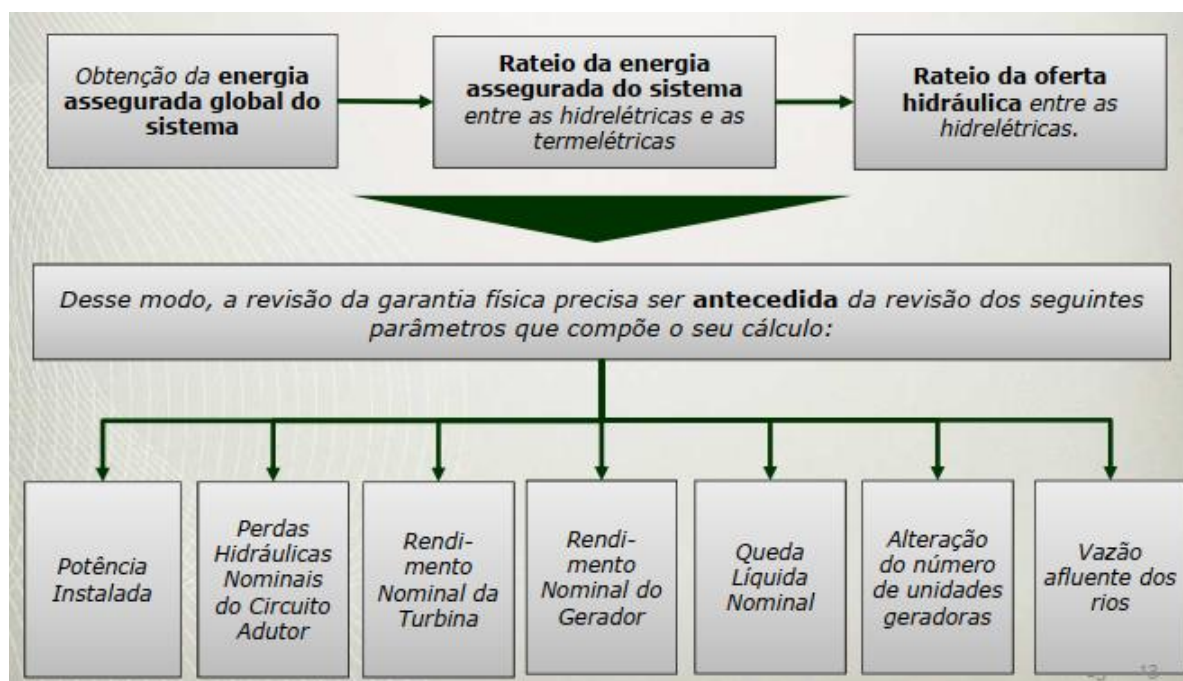 Obtenção da energia
assegurada global do
sistema
Rateio da energia
assegurada do sistema
entre as hidrelétricas e as
termelétricas
Rateio da oferta
hidráulica entre as
hidrelétricas.
Desse modo, a revisão da garantia física precisa ser antecedida da revisão dos seguintes
parâmetros que compõe o seu cálculo:
Potência
Instalada
Perdas
Hidráulicas
Nominais
do Circuito
Adutor
Rendi-
mento
Nominal da
Turbina
Rendi-
mento
Nominal do
Gerador
Queda
Líquida
Nominal
Alteração
do número
de unidades
geradoras
Vazão
afluente dos
rios